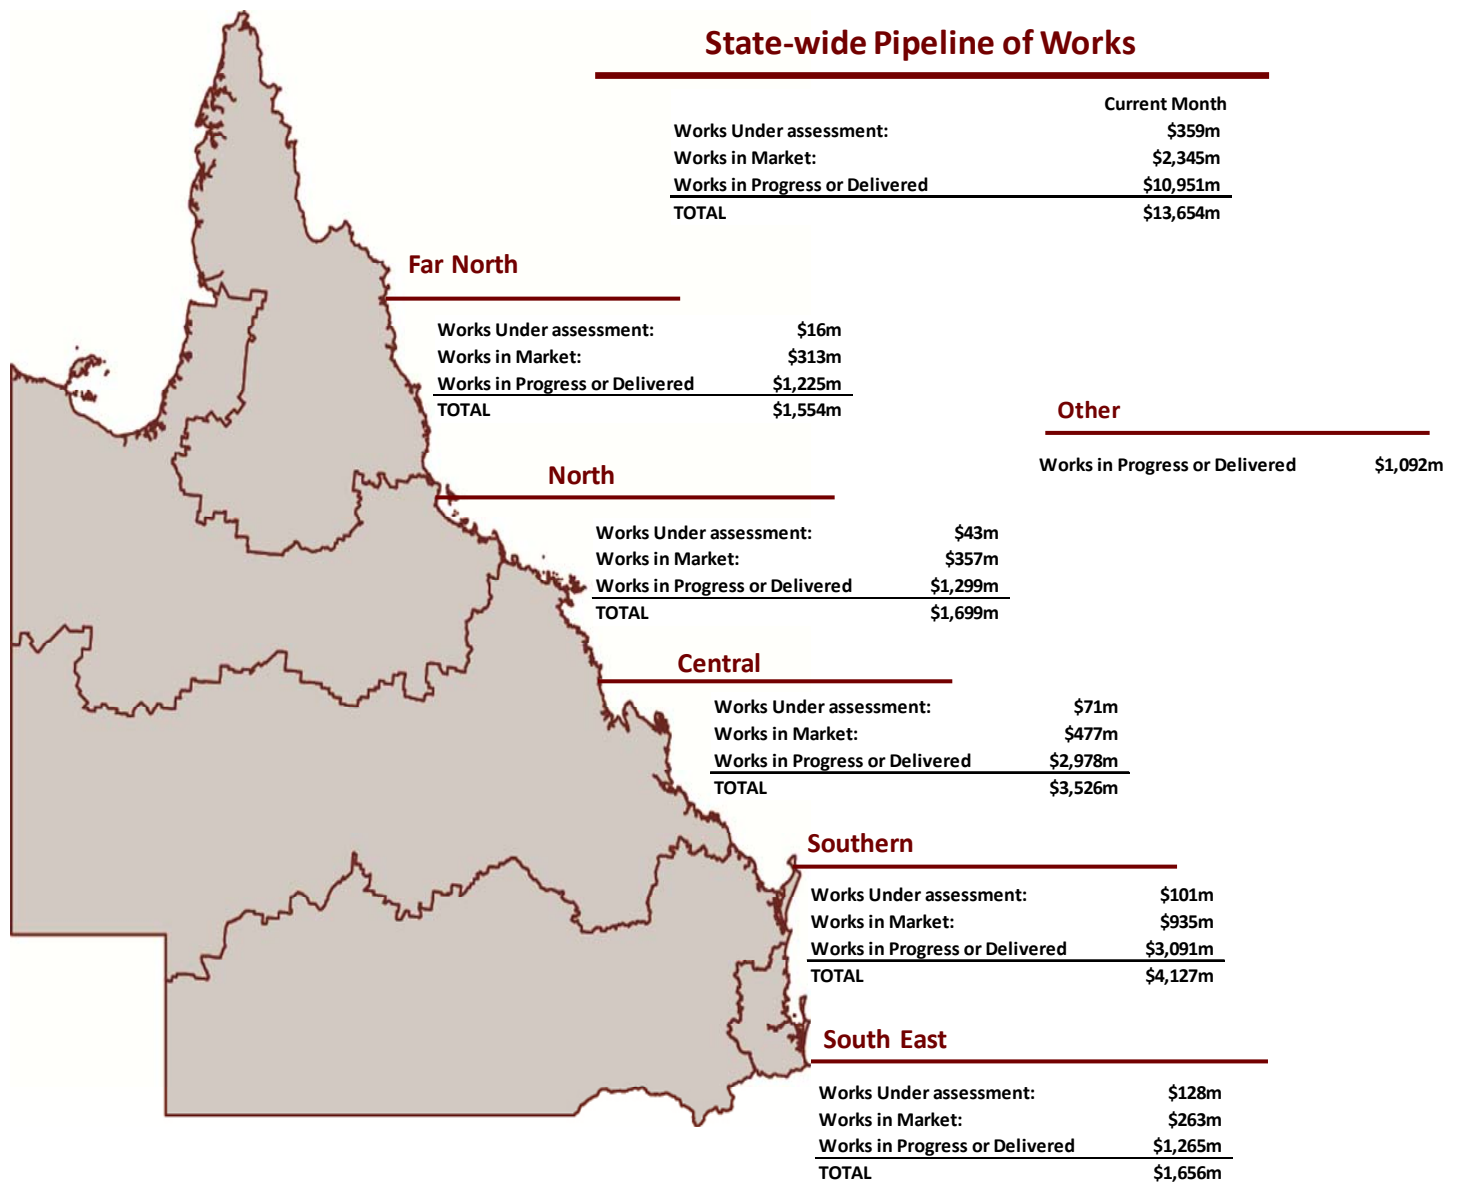 State-wide Pipeline of Works
Current Month
Works Under assessment: $359m
Works in Market: $2,345m
Works in Progress or Delivered $10,951m
TOTAL $13,654m
Far North
Works Under assessment: $16m
Works in Market: $313m
Works in Progress or Delivered $1,225m
TOTAL $1,554m
Other
Works in Progress or Delivered $1,092m
North
Works Under assessment: $43m
Works in Market: $357m
Works in Progress or Delivered $1,299m
TOTAL $1,699m
Central
Works Under assessment: $71m
Works in Market: $477m
Works in Progress or Delivered $2,978m
TOTAL $3,526m
Southern
Works Under assessment: $101m
Works in Market: $935m
Works in Progress or Delivered $3,091m
TOTAL $4,127m
South East
Works Under assessment: $128m
Works in Market: $263m
Works in Progress or Delivered $1,265m
TOTAL $1,656m